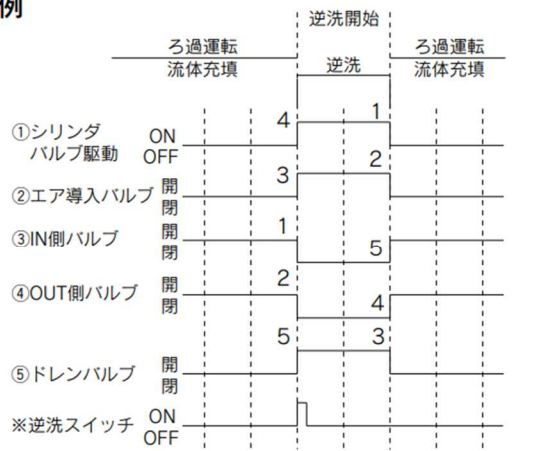 例
逆洗開始
ろ過運転 ろ過運転
流体充填 逆洗 流体充填
①シリンダ
バルブ駆動 ON 4 1
OFF
②エア導入バルブ 開 3 2
閉
③IN側バルブ 開 1
閉 5
④OUT側バルブ 開 2
閉 4
⑤ドレンバルブ 開 5 3
閉
※逆洗スイッチ ON
OFF